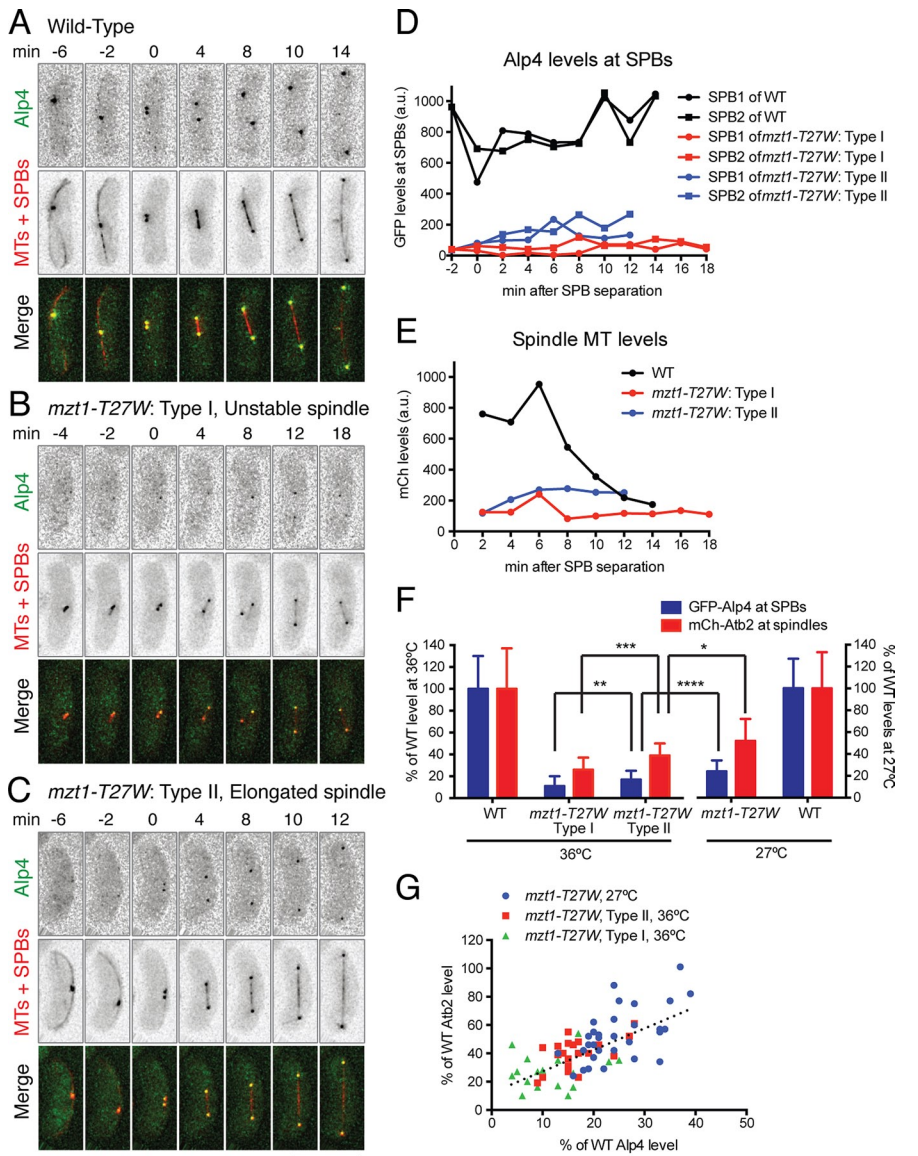 A Wild-Type
min -6 -2 0 4 8 10 14
Alp4
MTs + SPBs
Merge
B mzt1-T27W: Type I, Unstable spindle
min -4 -2 0 4 8 12 18
Alp4
MTs + SPBs
Merge
C mzt1-T27W: Type II, Elongated spindle
min -6 -2 0 4 8 10 12
Alp4
MTs + SPBs
Merge
D
Alp4 levels at SPBs
GFP levels at SPBs (a.u.)
1000
800
600
400
200
0
-2 0 2 4 6 8 10 12 14 16 18
min after SPB separation
SPB1 of WT
SPB2 of WT
SPB1 of mzt1-T27W: Type I
SPB2 of mzt1-T27W: Type I
SPB1 of mzt1-T27W: Type II
SPB2 of mzt1-T27W: Type II
E
Spindle MT levels
mCh levels (a.u.)
1000
800
600
400
200
0
0 2 4 6 8 10 12 14 16 18
min after SPB separation
WT
mzt1-T27W: Type I
mzt1-T27W: Type II
F
GFP-Alp4 at SPBs
mCh-Atb2 at spindles
% of WT level at 36ºC
140
120
100
80
60
40
20
0
*** *
** ****
% of WT levels at 27ºC
140
120
100
80
60
40
20
0
WT mzt1-T27W mzt1-T27W mzt1-T27W WT
Type I Type II
36ºC 27ºC
G
mzt1-T27W, 27ºC
mzt1-T27W, Type II, 36ºC
mzt1-T27W, Type I, 36ºC
% of WT Atb2 level
120
100
80
60
40
20
0
0 10 20 30 40 50
% of WT Alp4 level